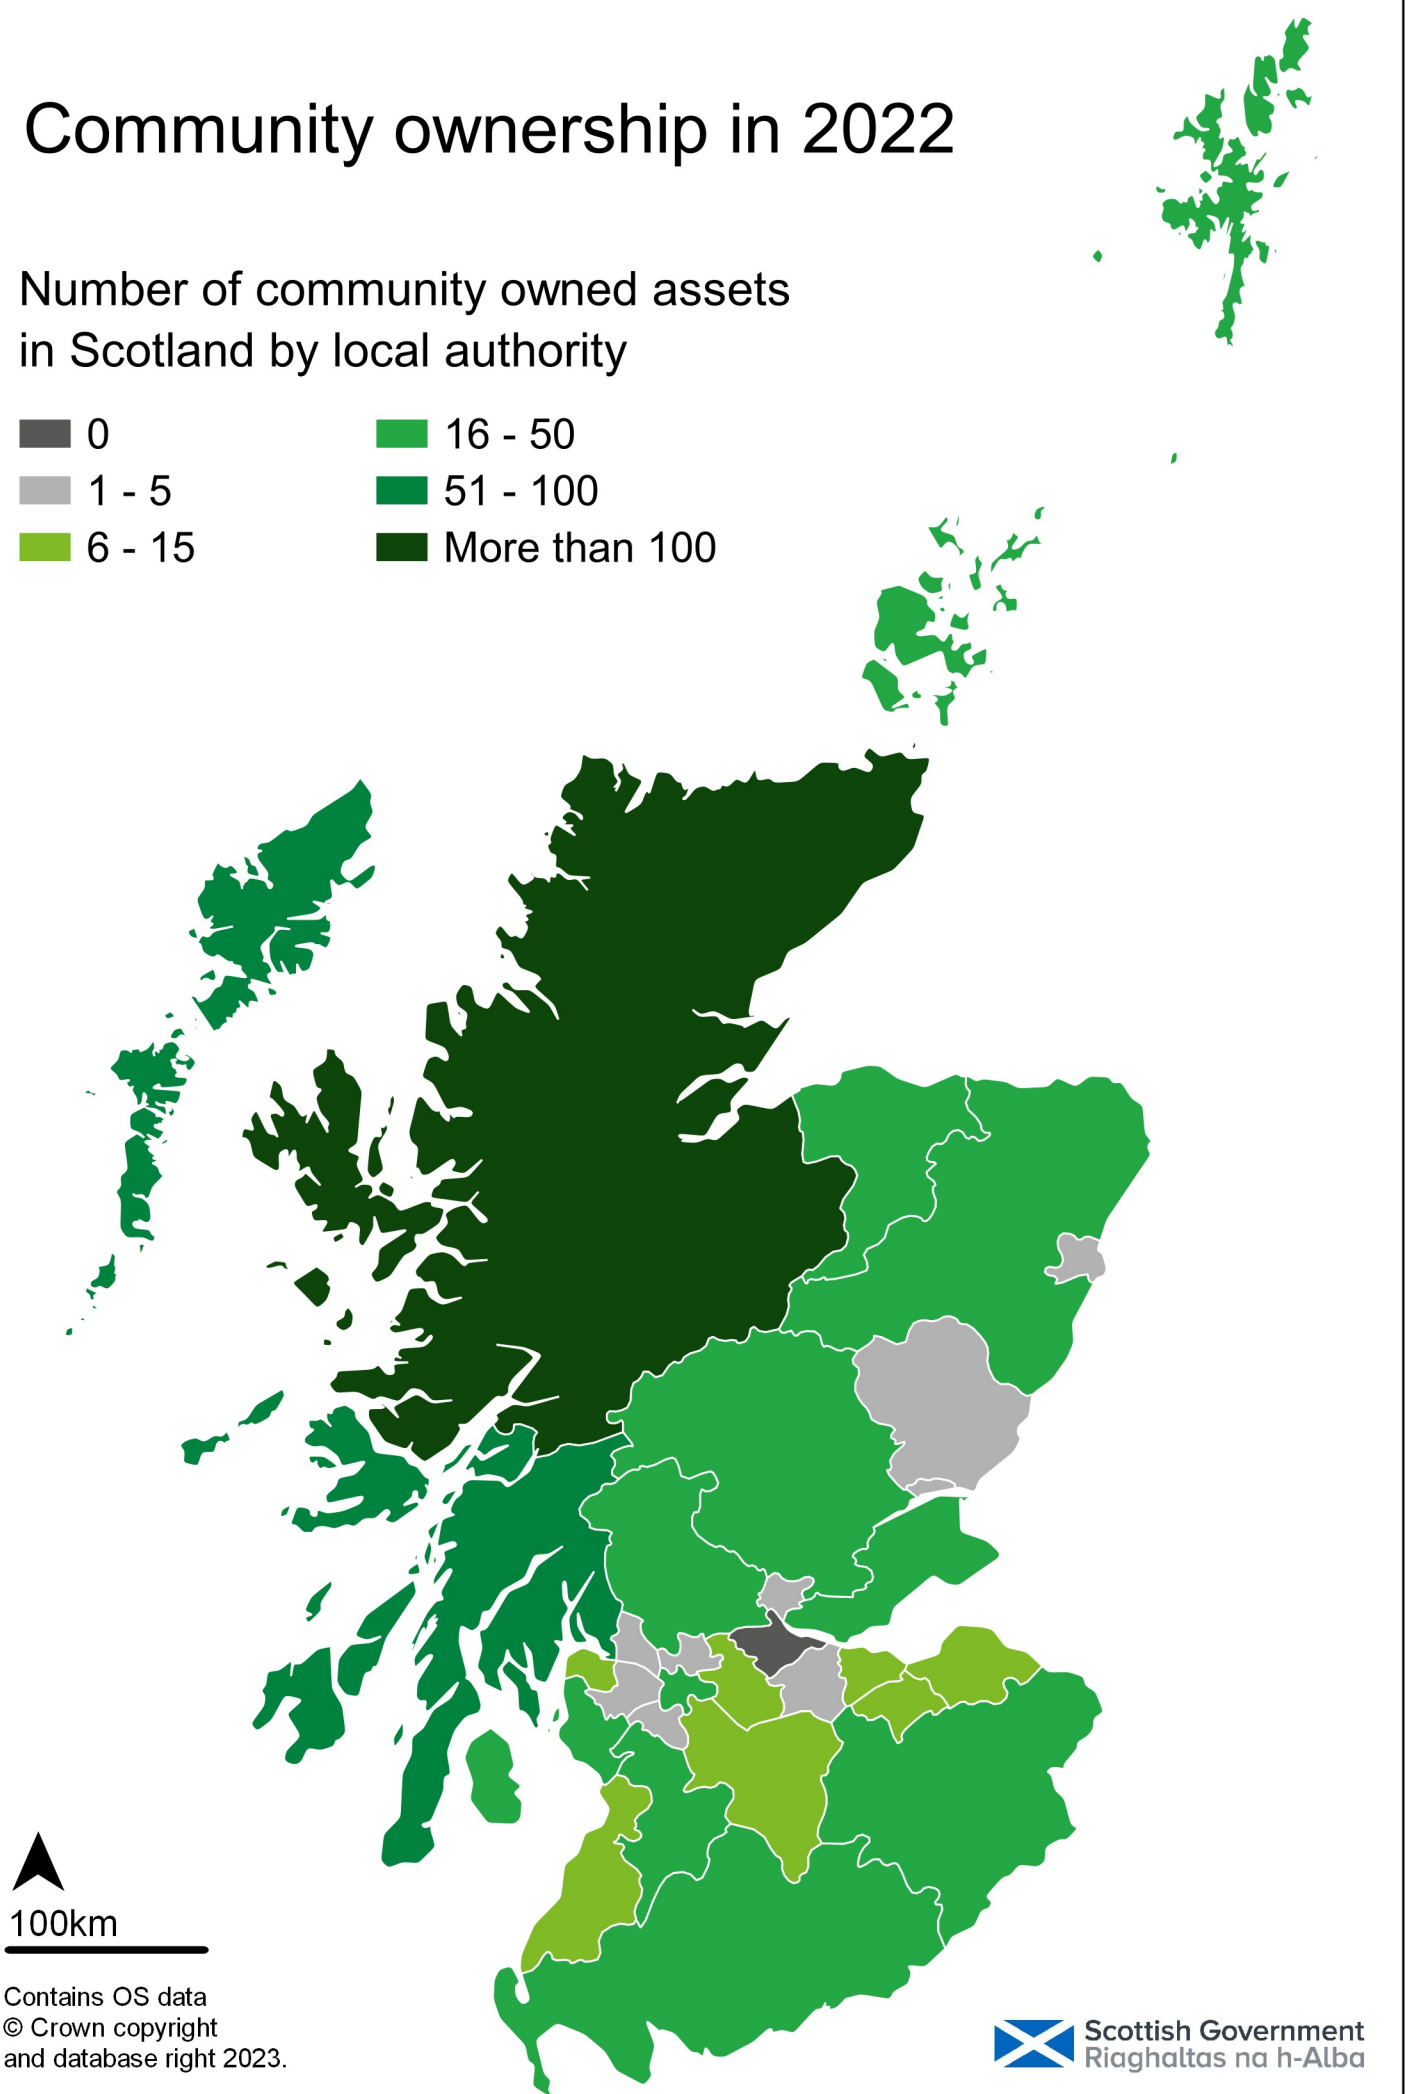 Community ownership in 2022
Number of community owned assets
in Scotland by local authority
0
1 - 5
6 - 15
16 - 50
51 - 100
More than 100
100km
Contains OS data
© Crown copyright
and database right 2023.
Scottish Government
Riaghaltas na h-Alba